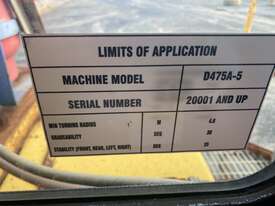 LIMITS OF APPLICATION
MACHINE MODEL D475A-5
SERIAL NUMBER 20001 AND UP
MIN TURNING RADIUS M
GRADEABILITY DEG 30
STABILITY (FRONT, REAR, LEFT, RIGHT) DEG 35